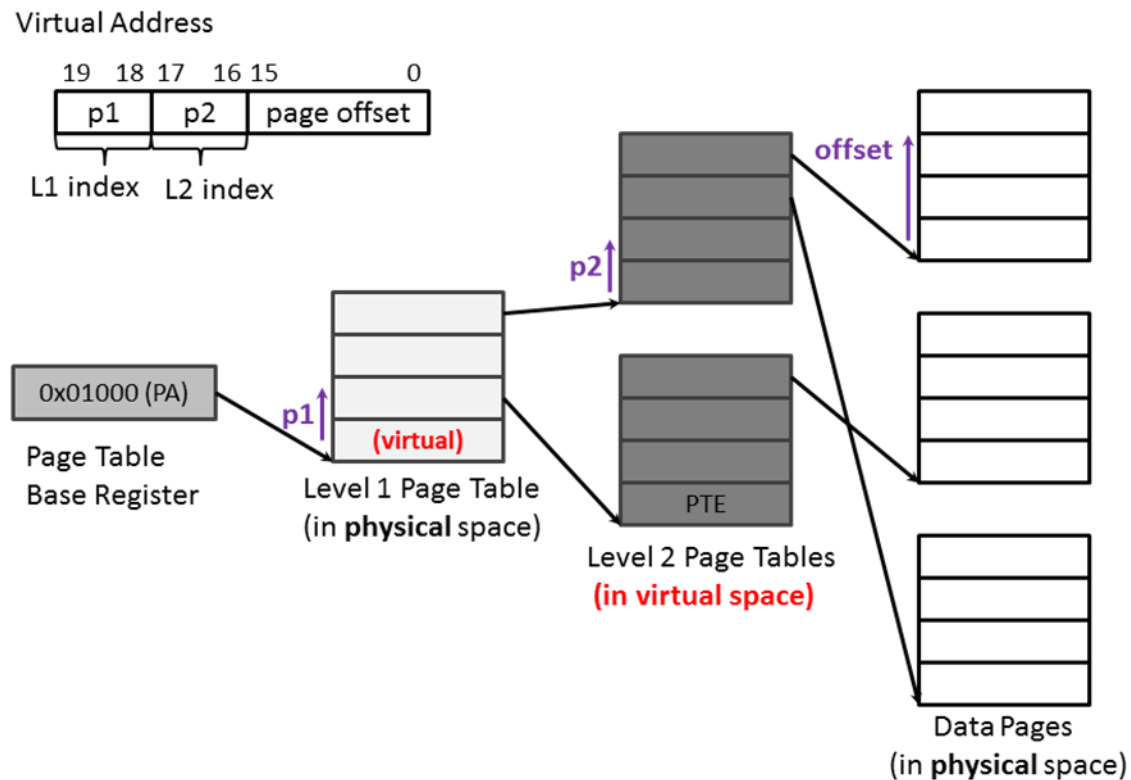 Virtual Address
19 18 17 16 15 0
p1 p2 page offset
L1 index L2 index
0x01000 (PA)
Page Table
Base Register
p1
(virtual)
Level 1 Page Table
(in physical space)
p2
PTE
Level 2 Page Tables
(in virtual space)
offset
Data Pages
(in physical space)